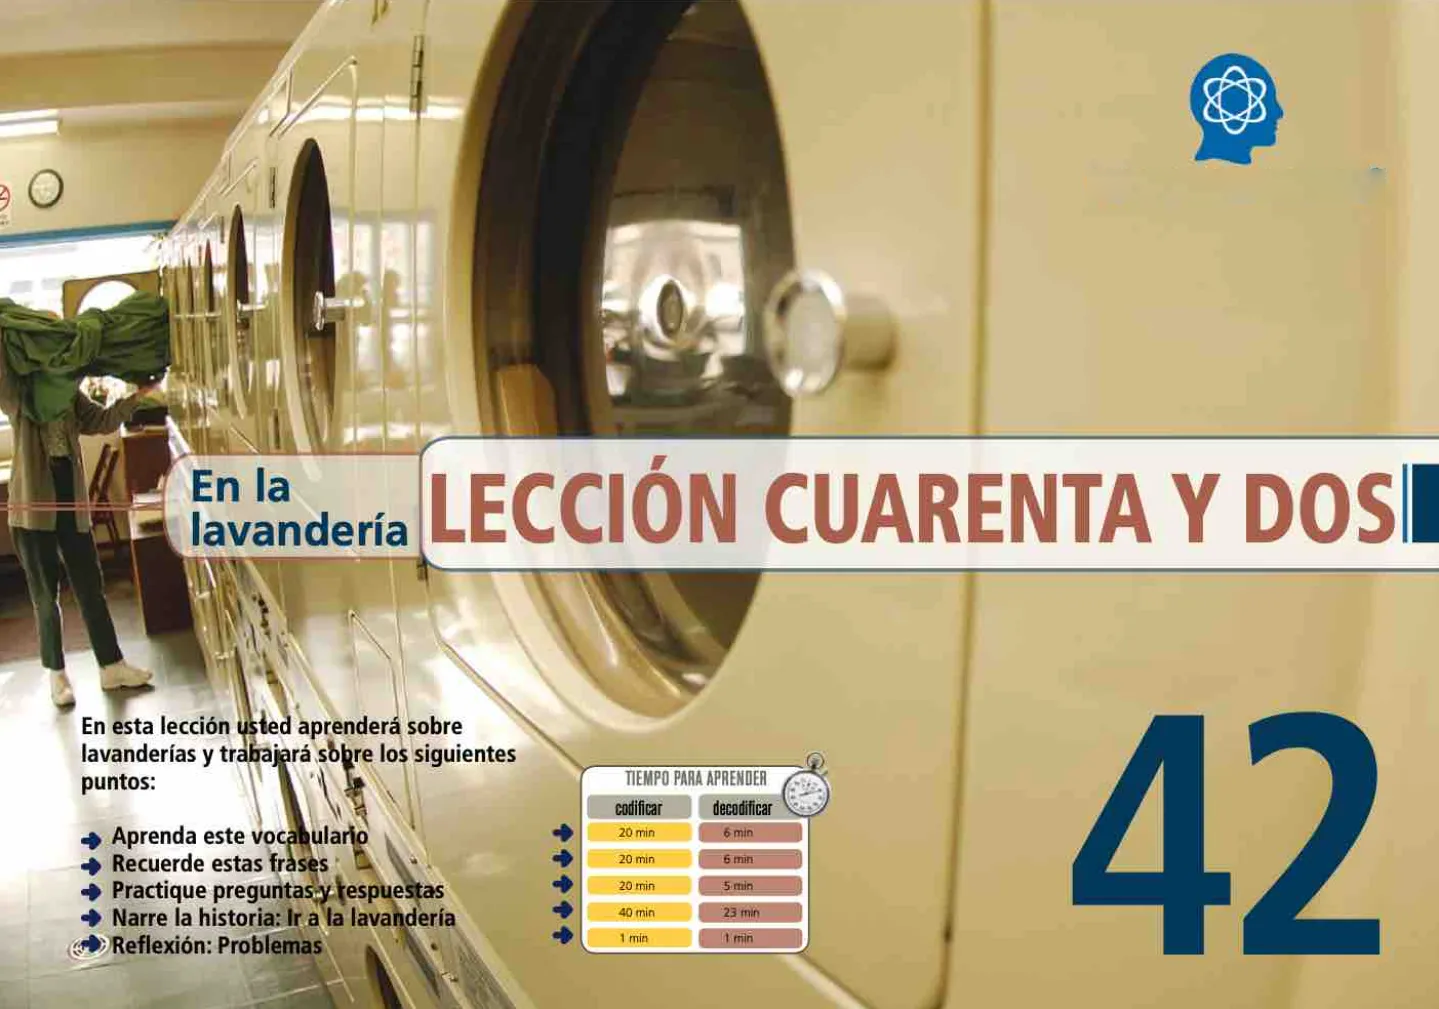 En la
lavandería
LECCIÓN CUARENTA Y DOS
En esta lección usted aprenderá sobre
lavanderías y trabajará sobre los siguientes
puntos:
Aprenda este vocabulario
Recuerde estas frases
Practique preguntas y respuestas
Narre la historia: Ir a la lavandería
Reflexión: Problemas
TIEMPO PARA APRENDER
codificar decodificar
20 min 6 min
20 min 6 min
20 min 5 min
40 min 23 min
1 min 1 min
42